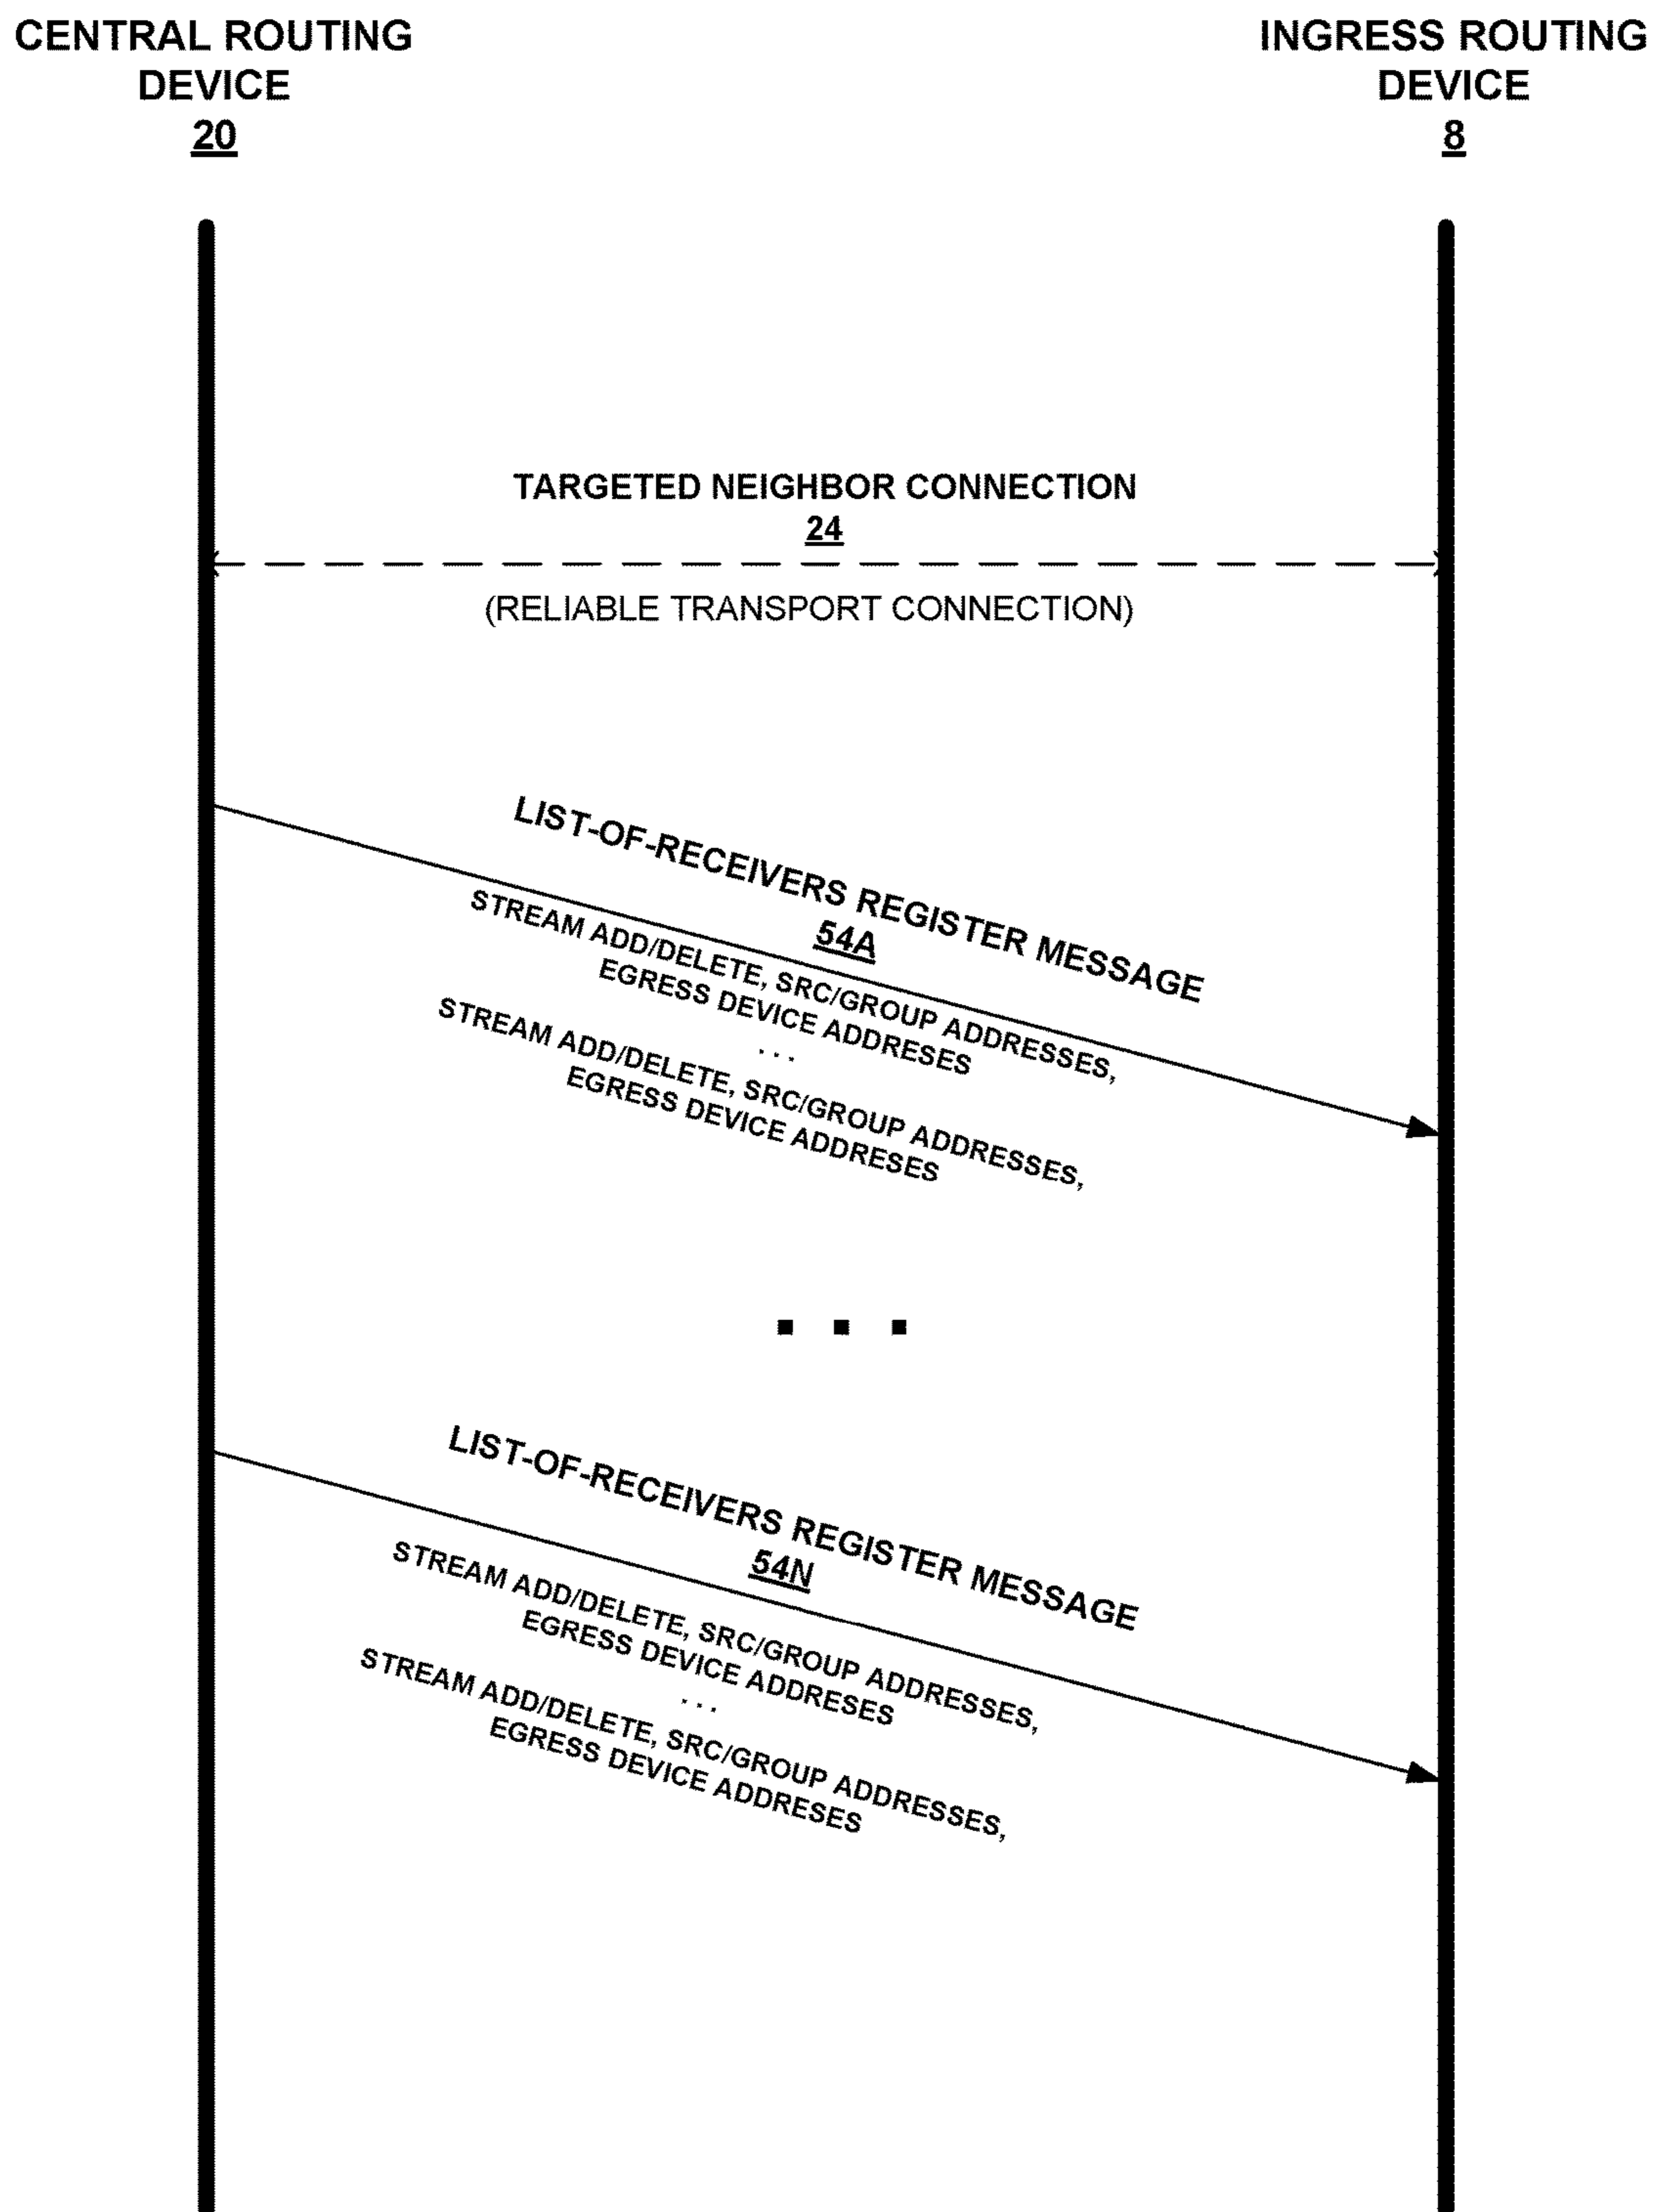 CENTRAL ROUTING
DEVICE
20
INGRESS ROUTING
DEVICE
8
TARGETED NEIGHBOR CONNECTION
24
(RELIABLE TRANSPORT CONNECTION)
LIST-OF-RECEIVERS REGISTER MESSAGE
54A
STREAM ADD/DELETE, SRC/GROUP ADDRESSES,
EGRESS DEVICE ADDRESES
...
STREAM ADD/DELETE, SRC/GROUP ADDRESSES,
EGRESS DEVICE ADDRESES
...
LIST-OF-RECEIVERS REGISTER MESSAGE
54N
STREAM ADD/DELETE, SRC/GROUP ADDRESSES,
EGRESS DEVICE ADDRESES
...
STREAM ADD/DELETE, SRC/GROUP ADDRESSES,
EGRESS DEVICE ADDRESES